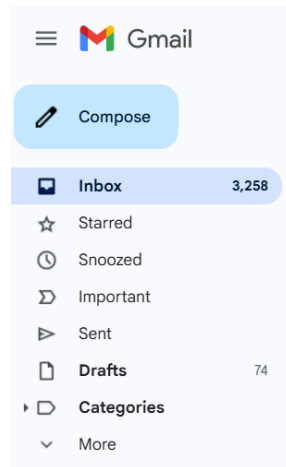 Gmail
Compose
Inbox 3,258
Starred
Snoozed
Important
Sent
Drafts 74
Categories
More